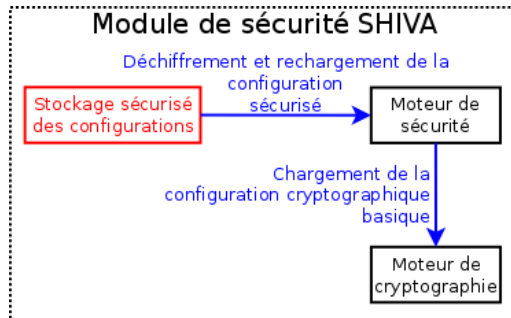 Module de sécurité SHIVA
Déchiffrement et rechargement de la
configuration
sécurisé
Stockage sécurisé
des configurations
Moteur de
sécurité
Chargement de la
configuration cryptographique
basique
Moteur de
cryptographie